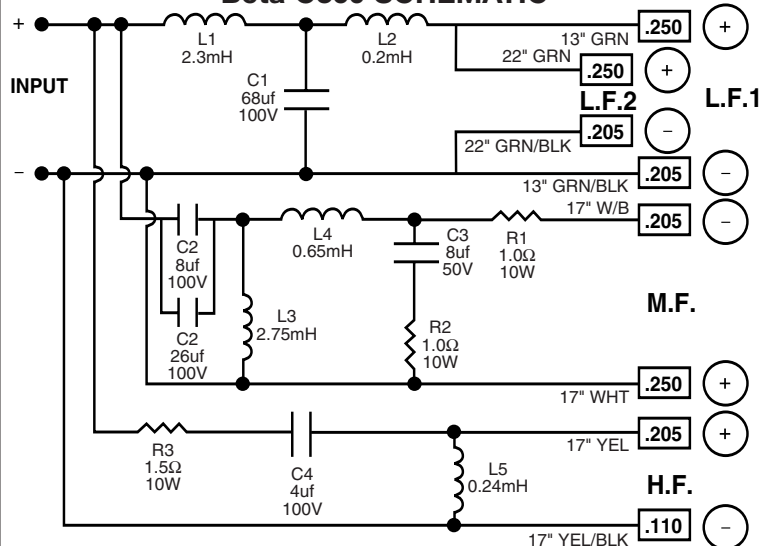 +
L1
2.3mH
L2
0.2mH
13" GRN
.250
+
22" GRN
.250
+
INPUT
C1
68uf
100V
L.F.2
L.F.1
.205
−
22" GRN/BLK
−
13" GRN/BLK
.205
−
17" W/B
.205
−
C2
8uf
100V
L4
0.65mH
C3
8uf
50V
R1
1.0Ω
10W
M.F.
C2
26uf
100V
L3
2.75mH
R2
1.0Ω
10W
17" WHT
.250
+
17" YEL
.205
+
R3
1.5Ω
10W
C4
4uf
100V
L5
0.24mH
H.F.
17" YEL/BLK
.110
−